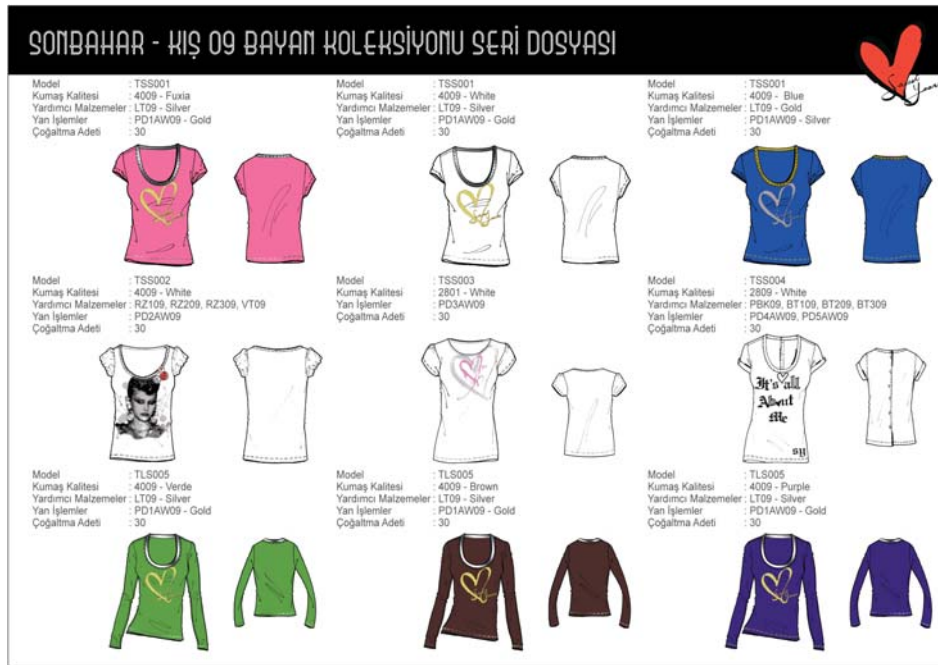 SONBAHAR - KIŞ 09 BAYAN KOLEKSİYONU SERİ DOSYASI
Model : TSS001
Kumaş Kalitesi : 4009 - Fuxia
Yardımcı Malzemeler : LT09 - Silver
Yan İşlemler : PD1AW09 - Gold
Çoğaltma Adeti : 30
Model : TSS001
Kumaş Kalitesi : 4009 - White
Yardımcı Malzemeler : LT09 - Silver
Yan İşlemler : PD1AW09 - Gold
Çoğaltma Adeti : 30
Model : TSS001
Kumaş Kalitesi : 4009 - Blue
Yardımcı Malzemeler : LT09 - Gold
Yan İşlemler : PD1AW09 - Silver
Çoğaltma Adeti : 30
Model : TSS002
Kumaş Kalitesi : 4009 - White
Yardımcı Malzemeler : RZ109, RZ209, RZ309, VT09
Yan İşlemler : PD2AW09
Çoğaltma Adeti : 30
Model : TSS003
Kumaş Kalitesi : 2801 - White
Yan İşlemler : PD3AW09
Çoğaltma Adeti : 30
Model : TSS04
Kumaş Kalitesi : 2809 - White
Yardımcı Malzemeler : PBK09, BT109, BT209, BT309
Yan İşlemler : PD4AW09, PD5AW09
Çoğaltma Adeti : 30
It's all
About
Me
sy
Model : TLS005
Kumaş Kalitesi : 4009 - Verde
Yardımcı Malzemeler : LT09 - Silver
Yan İşlemler : PD1AW09 - Gold
Çoğaltma Adeti : 30
Model : TLS005
Kumaş Kalitesi : 4009 - Brown
Yardımcı Malzemeler : LT09 - Silver
Yan İşlemler : PD1AW09 - Gold
Çoğaltma Adeti : 30
Model : TLS005
Kumaş Kalitesi : 4009 - Purple
Yardımcı Malzemeler : LT09 - Silver
Yan İşlemler : PD1AW09 - Gold
Çoğaltma Adeti : 30